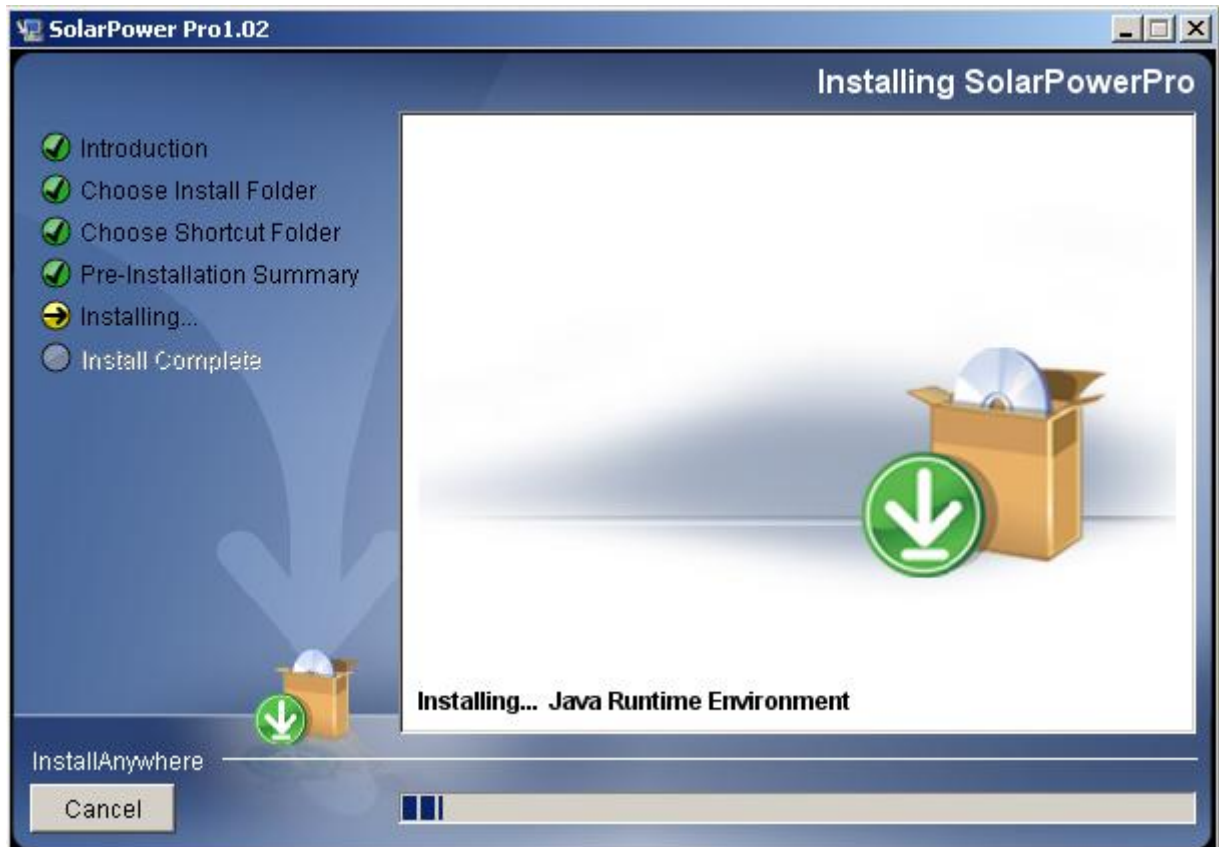 SolarPower Pro1.02
Installing SolarPowerPro
Introduction
Choose Install Folder
Choose Shortcut Folder
Pre-Installation Summary
Installing...
Install Complete
Installing... Java Runtime Environment
InstallAnywhere
Cancel